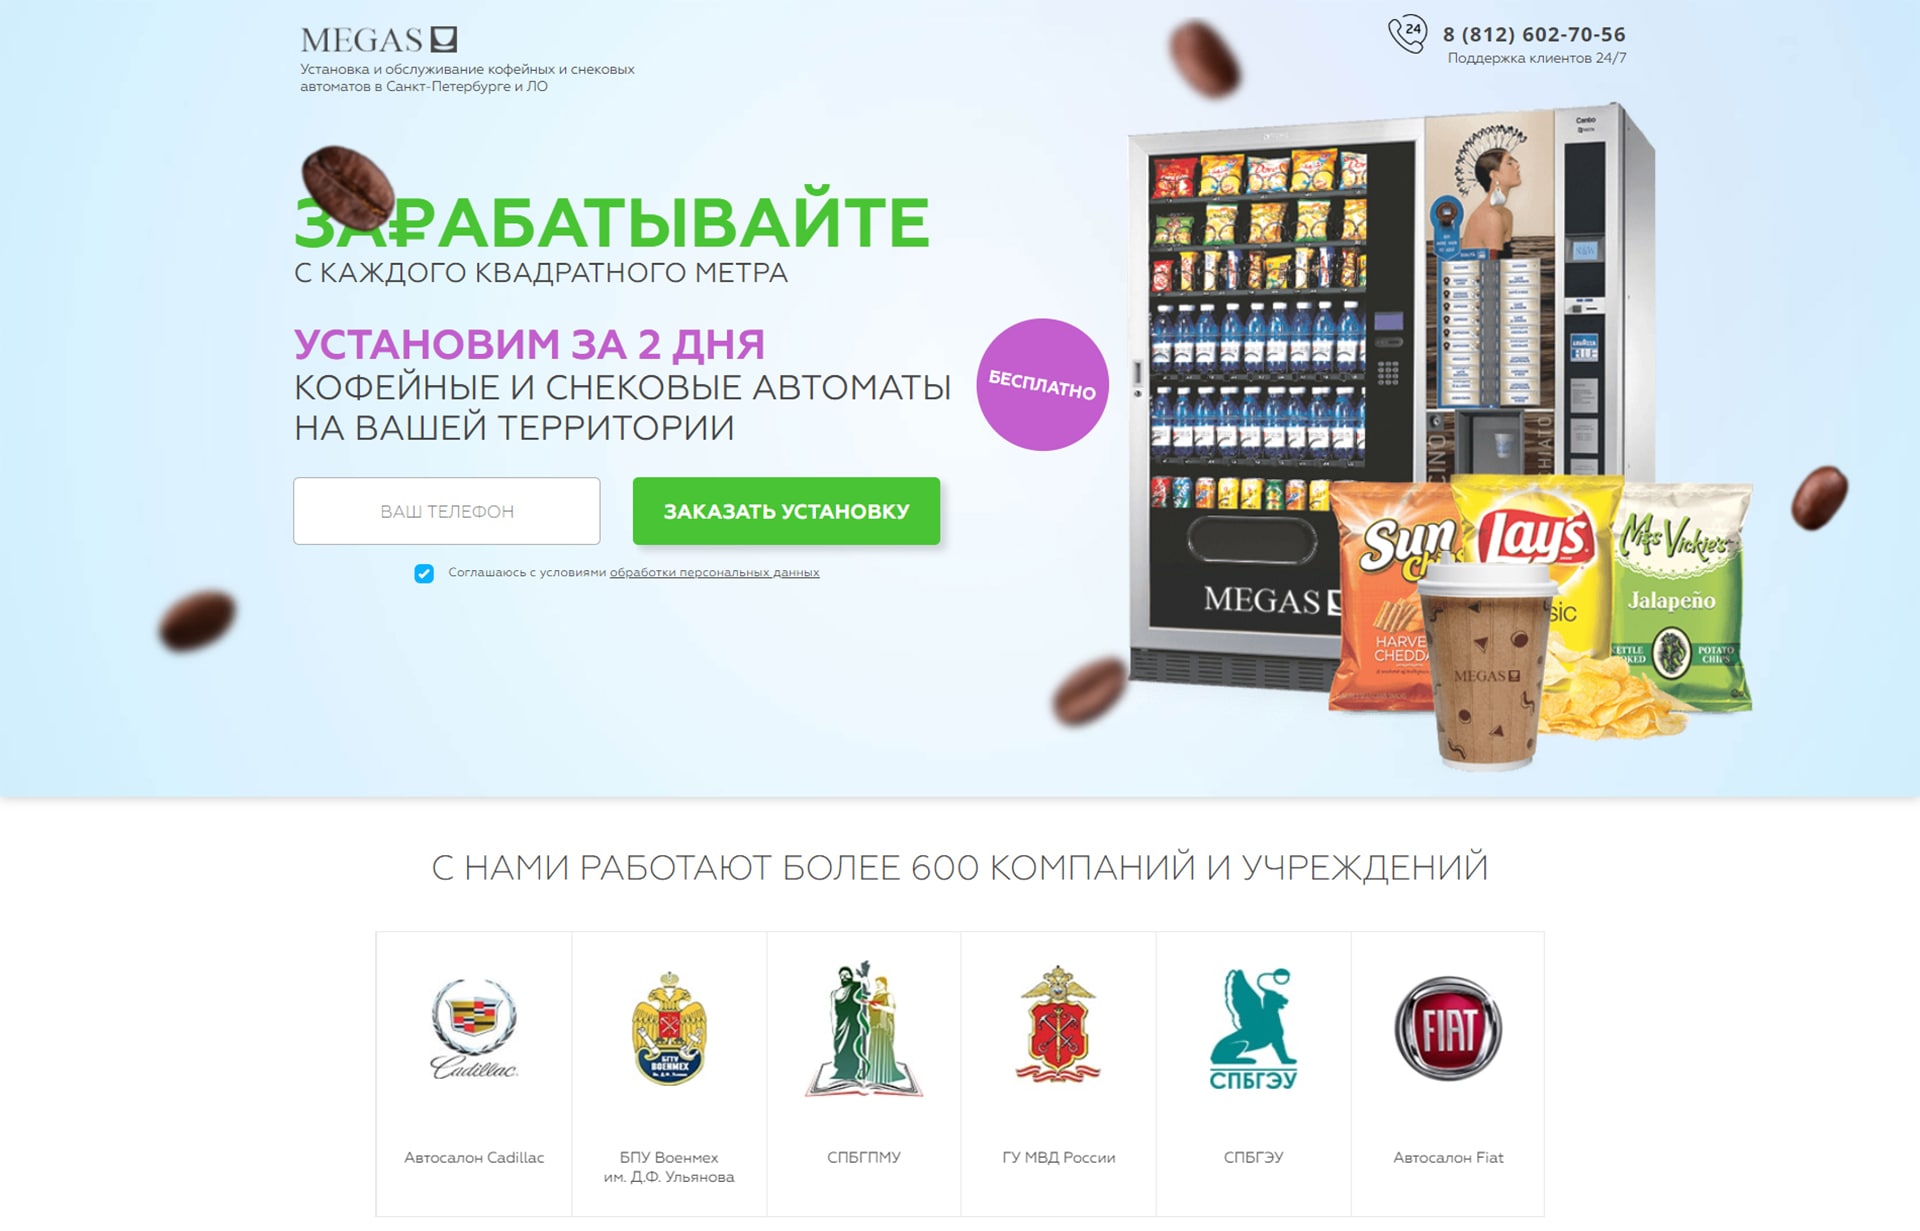 MEGAS
Установка и обслуживание кофейных и снековых
автоматов в Санкт-Петербурге и ЛО
24
8 (812) 602-70-56
Поддержка клиентов 24/7
ЗА₽АБАТЫВАЙТЕ
С КАЖДОГО КВАДРАТНОГО МЕТРА
УСТАНОВИМ ЗА 2 ДНЯ
КОФЕЙНЫЕ И СНЕКОВЫЕ АВТОМАТЫ
НА ВАШЕЙ ТЕРРИТОРИИ
БЕСПЛАТНО
ВАШ ТЕЛЕФОН
ЗАКАЗАТЬ УСТАНОВКУ
Соглашаюсь с условиями обработки персональных данных
MEGAS
Sun
Lay's
Miss Vickie's
Jalapeño
POTATO
CHIPS
MEGAS
С НАМИ РАБОТАЮТ БОЛЕЕ 600 КОМПАНИЙ И УЧРЕЖДЕНИЙ
Cadillac
БГТУ
ВОЕНМЕХ
СПБГЭУ
FIAT
Автосалон Cadillac
БПУ Военмех
им. Д.Ф. Ульянова
СПБГПМУ
ГУ МВД России
СПБГЭУ
Автосалон Fiat